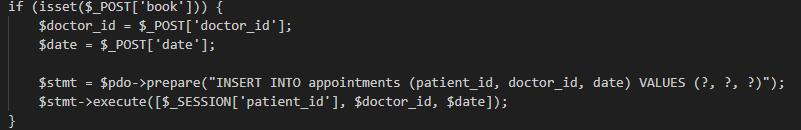 if (isset($_POST['book'])) {
    $doctor_id = $_POST['doctor_id'];
    $date = $_POST['date'];

    $stmt = $pdo->prepare("INSERT INTO appointments (patient_id, doctor_id, date) VALUES (?, ?, ?)");
    $stmt->execute([$_SESSION['patient_id'], $doctor_id, $date]);
}